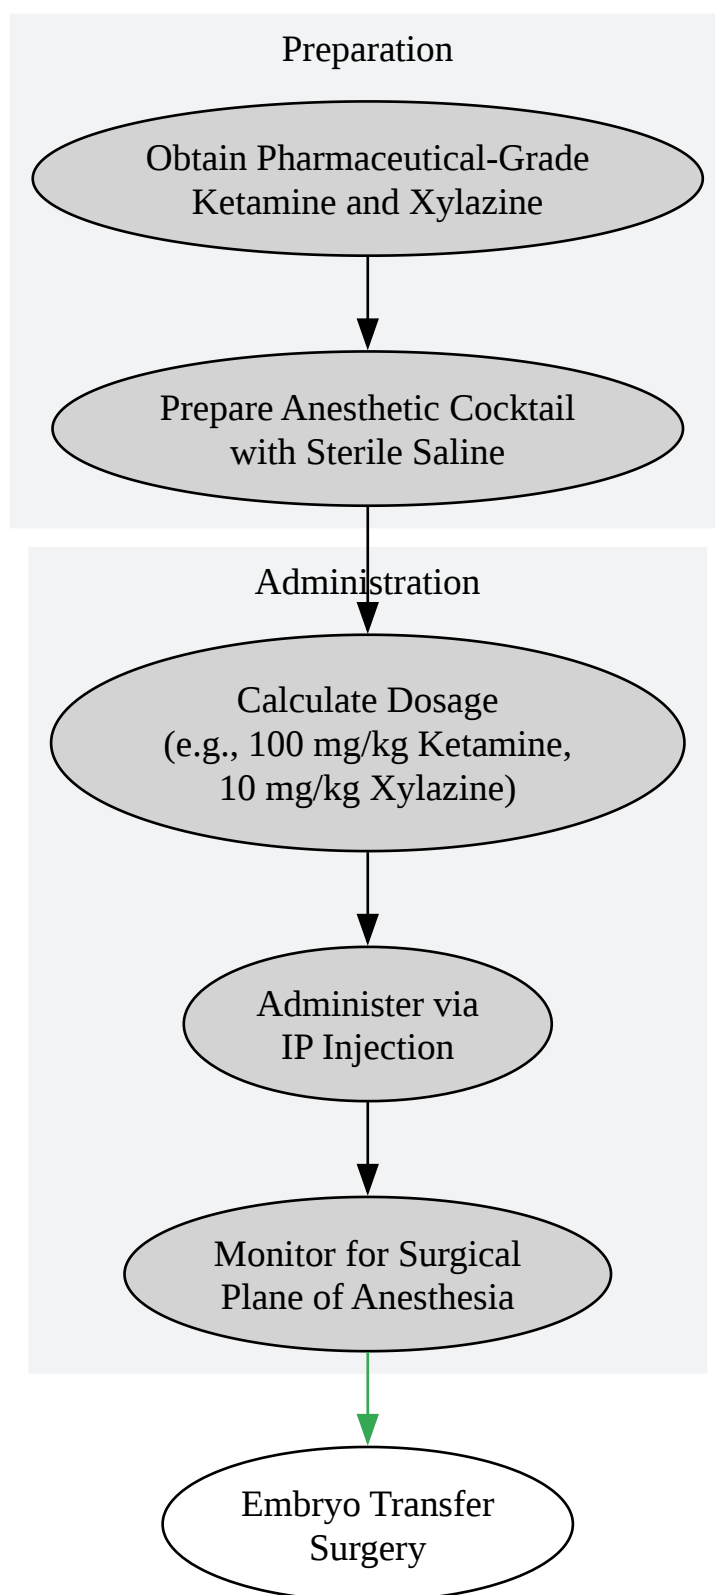 Preparation
Obtain Pharmaceutical-Grade
Ketamine and Xylazine
Prepare Anesthetic Cocktail
with Sterile Saline
Administration
Calculate Dosage
(e.g., 100 mg/kg Ketamine,
10 mg/kg Xylazine)
Administer via
IP Injection
Monitor for Surgical
Plane of Anesthesia
Embryo Transfer
Surgery